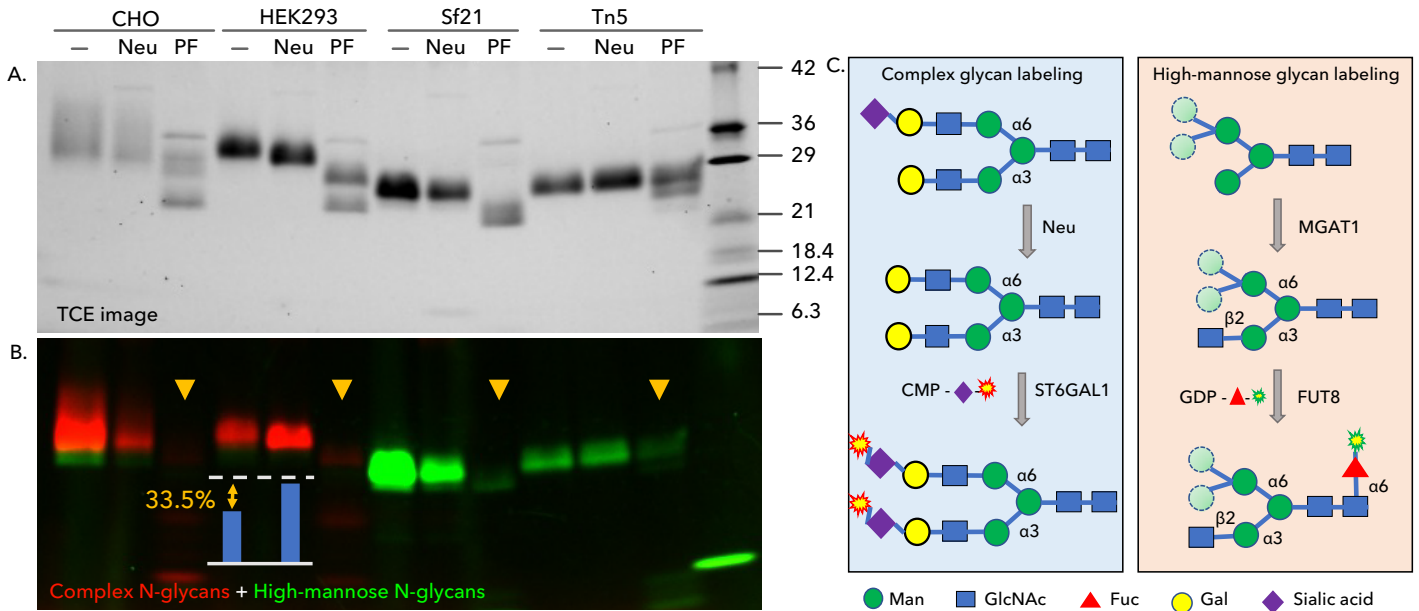 CHO HEK293 Sf21 Tn5
– Neu PF – Neu PF – Neu PF – Neu PF
A.
42
36
29
21
18.4
12.4
6.3
TCE image
B.
33.5%
Complex N-glycans + High-mannose N-glycans
C.
Complex glycan labeling
α6
α3
Neu
α6
α3
CMP - - ST6GAL1
α6
α3
High-mannose glycan labeling
MGAT1
α6
β2
α3
GDP - - FUT8
α6
α6
β2
α3
Man GlcNAc Fuc Gal Sialic acid